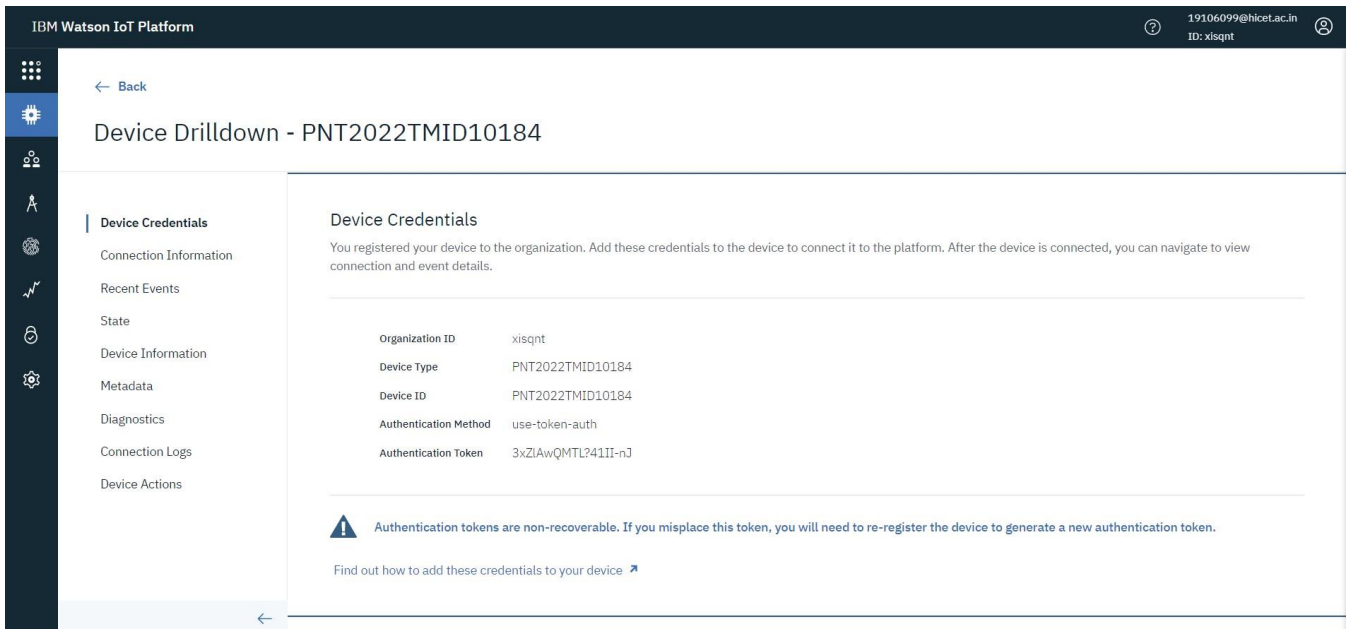 IBM Watson IoT Platform
19106099@hicet.ac.in
ID: xisqnt
Back
Device Drilldown - PNT2022TMID10184
Device Credentials
Connection Information
Recent Events
State
Device Information
Metadata
Diagnostics
Connection Logs
Device Actions
Device Credentials
You registered your device to the organization. Add these credentials to the device to connect it to the platform. After the device is connected, you can navigate to view
connection and event details.
Organization ID xisqnt
Device Type PNT2022TMID10184
Device ID PNT2022TMID10184
Authentication Method use-token-auth
Authentication Token 3xZlAwQMTL?41II-nJ
Authentication tokens are non-recoverable. If you misplace this token, you will need to re-register the device to generate a new authentication token.
Find out how to add these credentials to your device